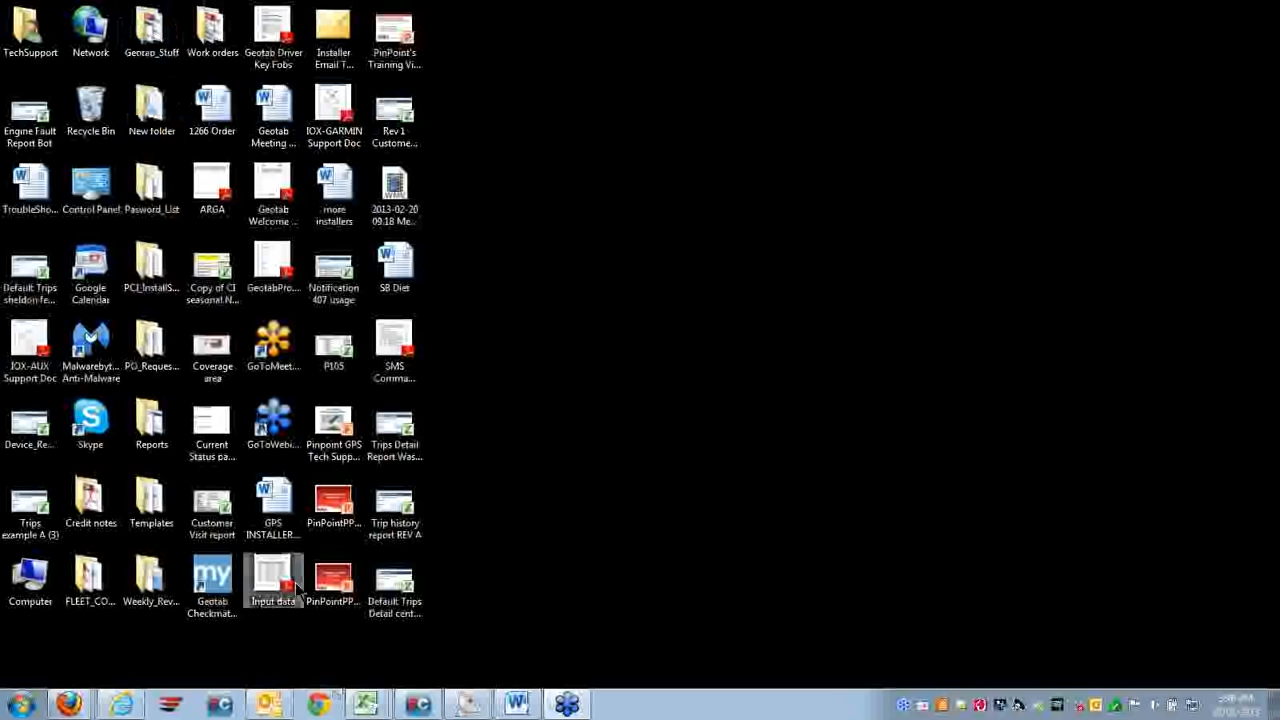 TechSupport Network Geotap_Stuff Work orders Geotab Driver Key Fobs Installer Email T... PinPoint's Training Vi...
Engine Fault Report Bot Recycle Bin New folder 1266 Order Geotab Meeting ... IOX-GARMIN Support Doc Rev 1 Custome...
TroubleSho... Control Panel Pasword_List ARGA Geotab Welcome ... more installers 2013-02-20 09.18 Me...
Default Trips sheldon fe... Google Calendar PCI_InstallS... Copy of CI seasonal N... GeotabPro... Notification 407 usage SB Diet
IOX-AUX Support Doc Malwarebyt... Anti-Malware PO_Reques... Coverage area GoToMeet... P105 SMS Comma...
Device_Re... Skype Reports Current Status pa... GoToWebi... Pinpoint GPS Tech Supp... Trips Detail Report Was...
Trips example A (3) Credit notes Templates Customer Visit report GPS INSTALLER... PinPointPP... Trip history report REV A
Computer FLEET_CO... Weekly_Rev... my Geotab Checkmat... Input data PinPointPP... Default Trips Detail cent...